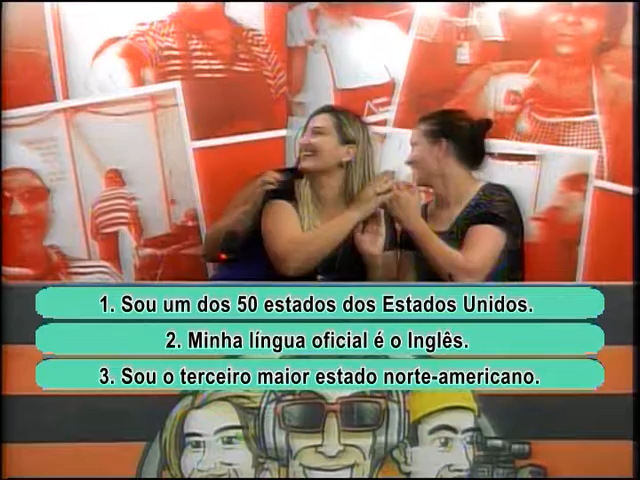 1. Sou um dos 50 estados dos Estados Unidos.
2. Minha língua oficial é o Inglês.
3. Sou o terceiro maior estado norte-americano.